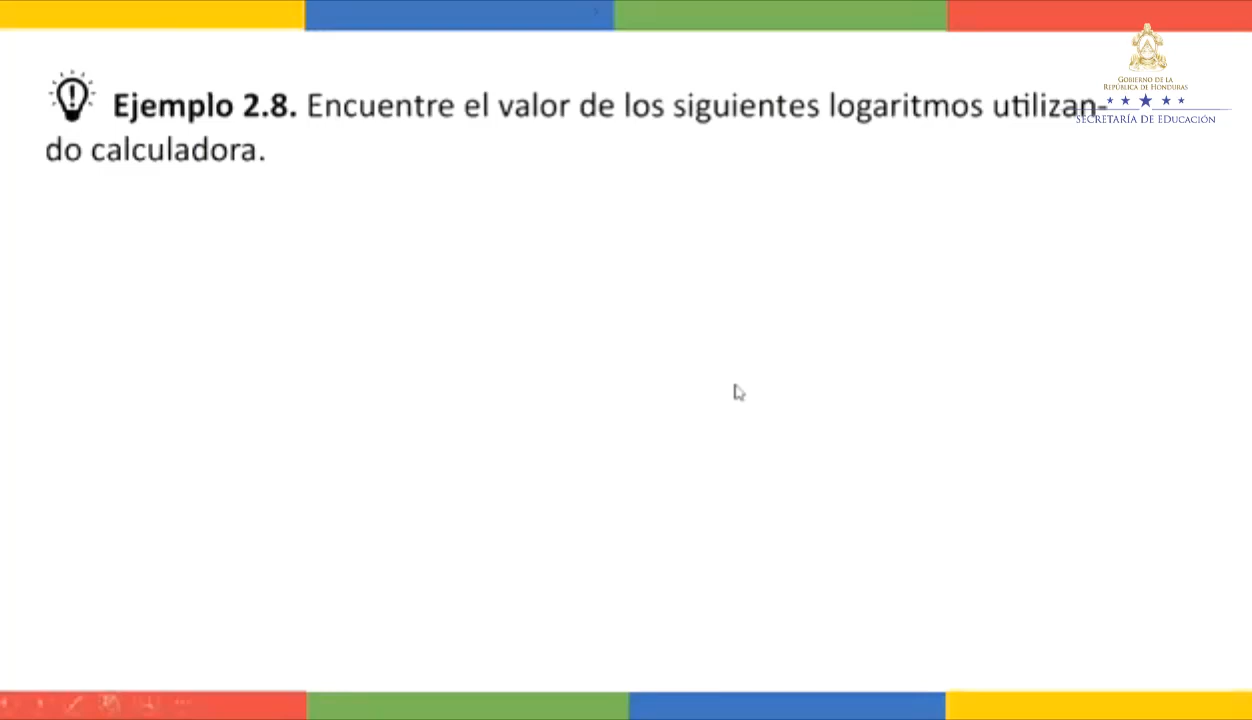 Ejemplo 2.8. Encuentre el valor de los siguientes logaritmos utilizan-
do calculadora.
GOBIERNO DE LA
REPÚBLICA DE HONDURAS
SECRETARÍA DE EDUCACIÓN